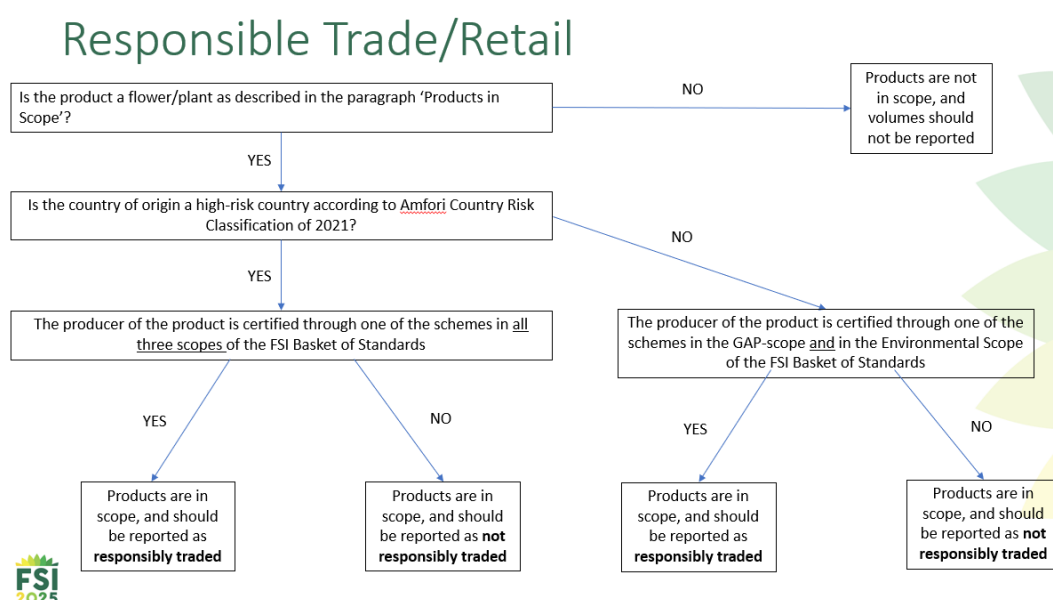 Responsible Trade/Retail
Is the product a flower/plant as described in the paragraph ‘Products in
Scope’?
NO
Products are not
in scope, and
volumes should
not be reported
YES
Is the country of origin a high-risk country according to Amfori Country Risk
Classification of 2021?
NO
YES
The producer of the product is certified through one of the schemes in all
three scopes of the FSI Basket of Standards
The producer of the product is certified through one of the
schemes in the GAP-scope and in the Environmental Scope
of the FSI Basket of Standards
YES
NO
YES
NO
Products are in
scope, and should
be reported as
responsibly traded
Products are in
scope, and should
be reported as not
responsibly traded
Products are in
scope, and should
be reported as
responsibly traded
Products are in
scope, and should
be reported as not
responsibly traded
FSI
2025